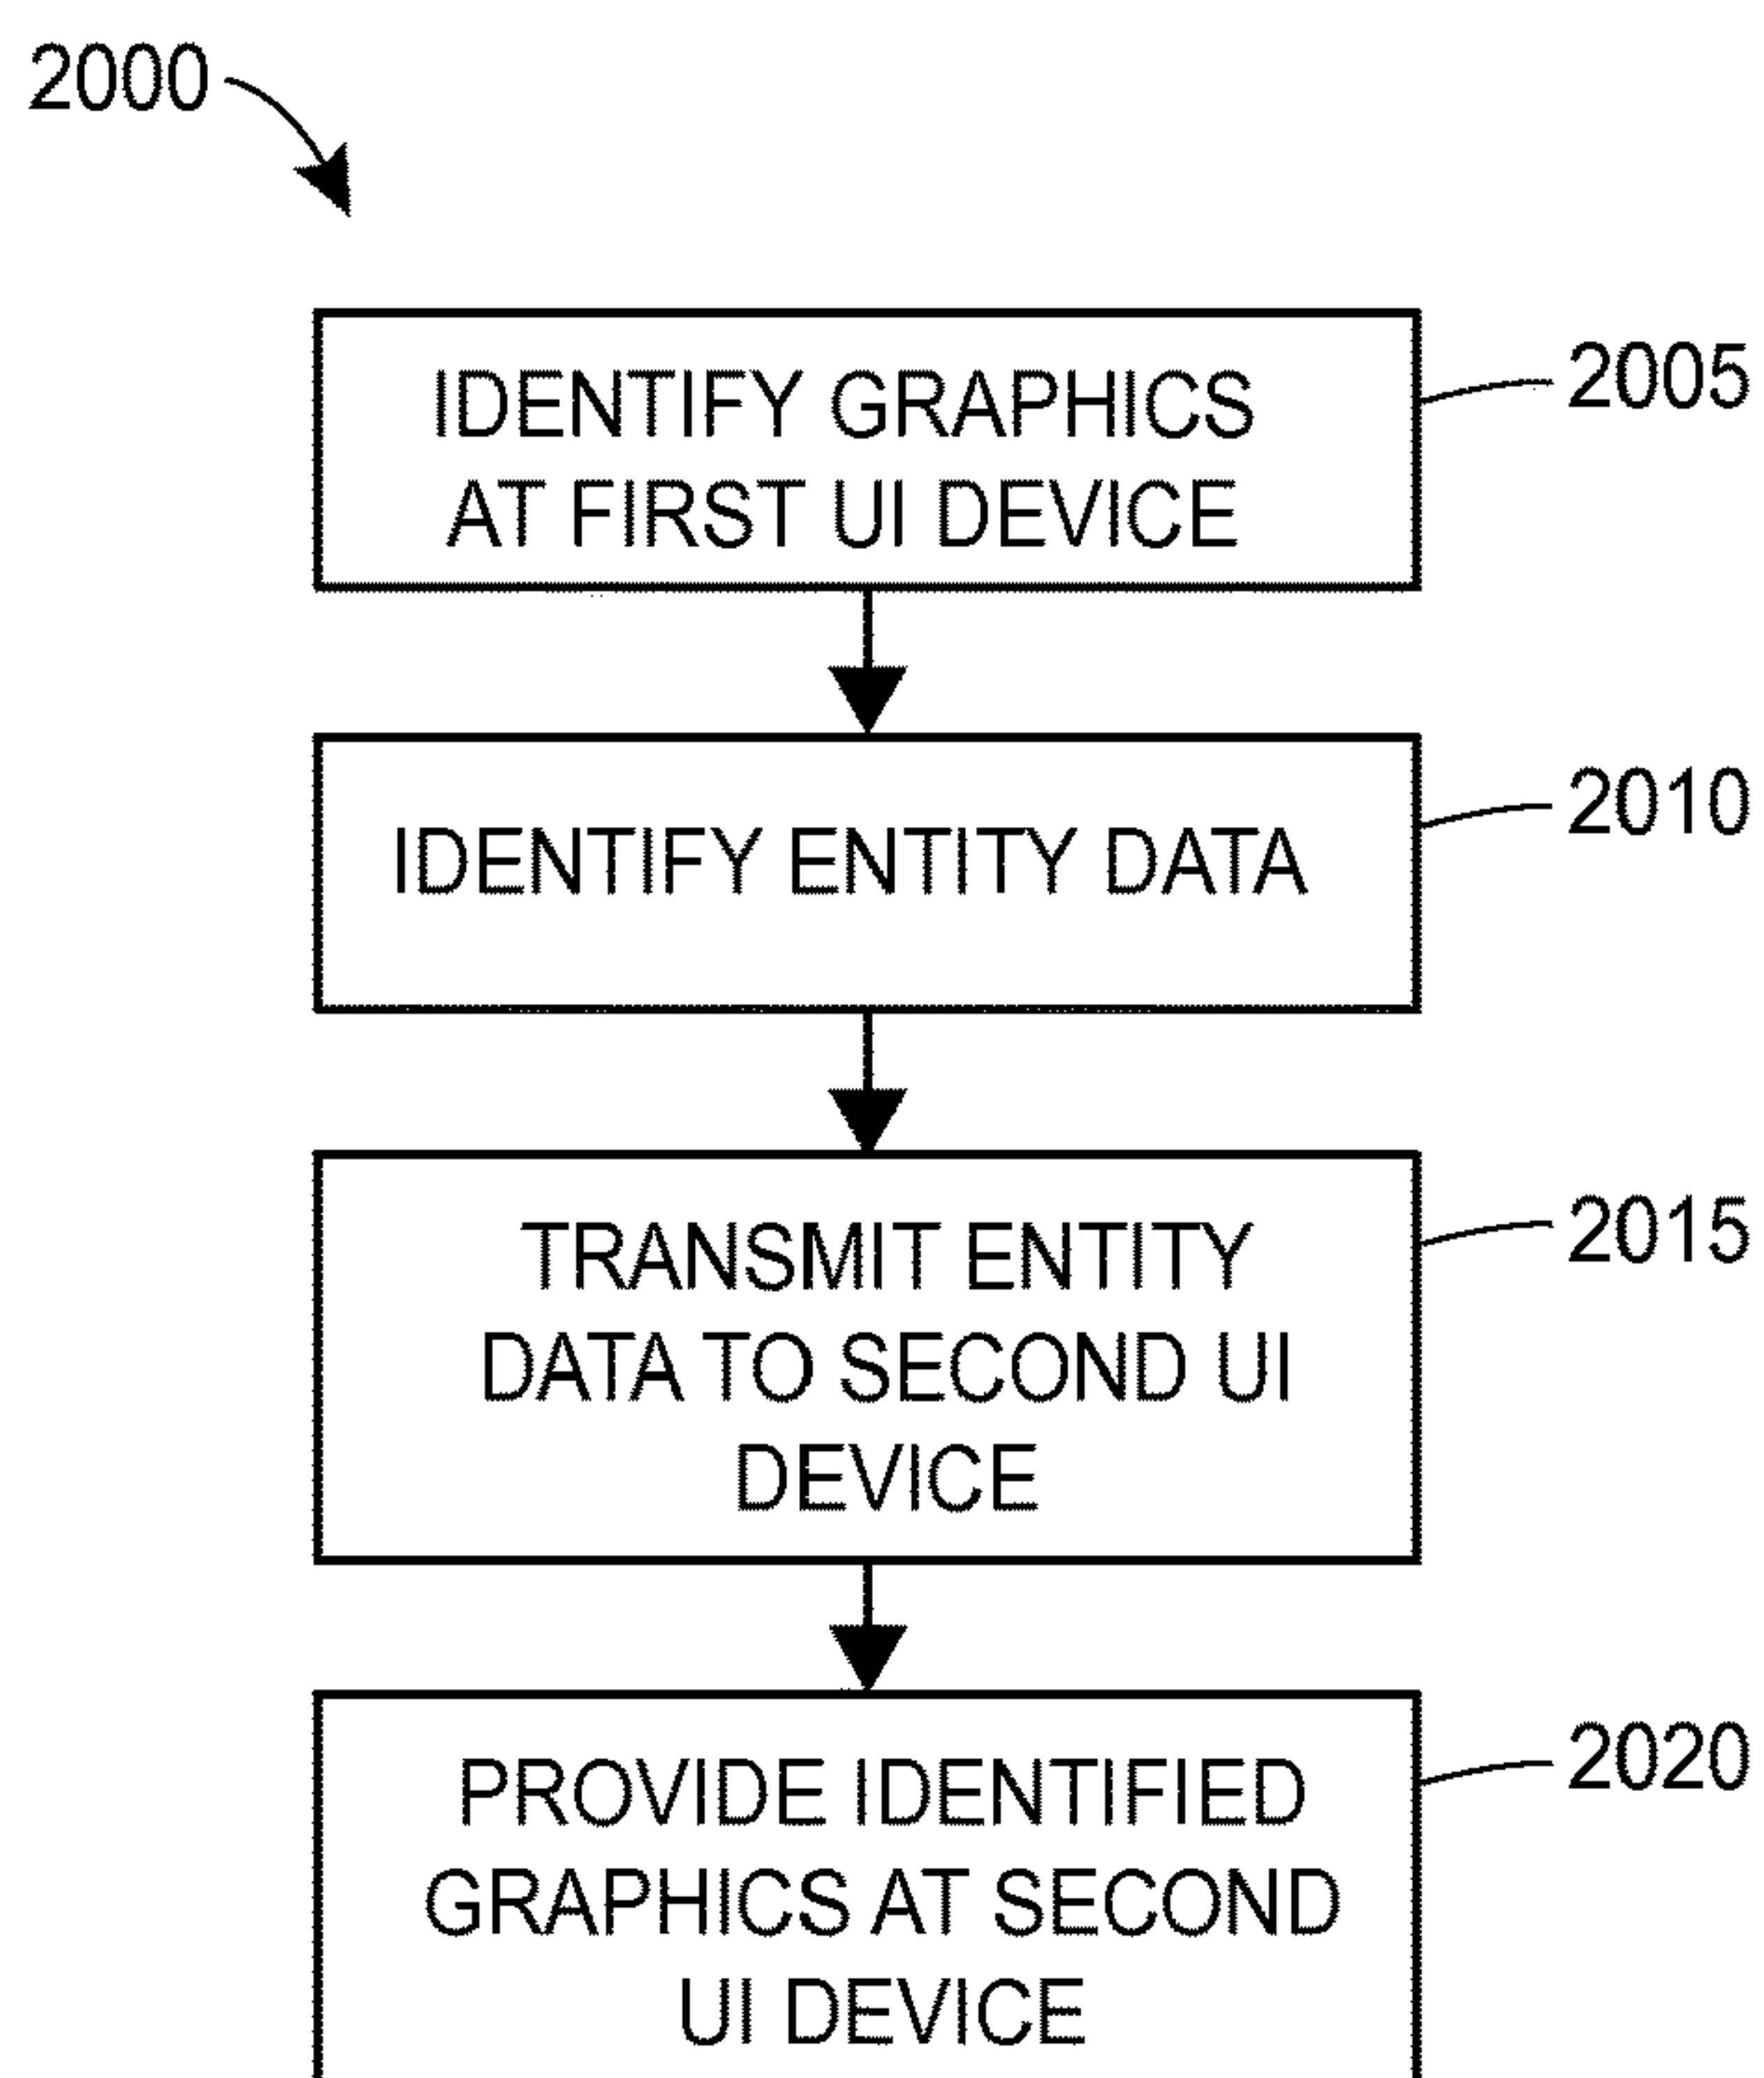 2000
IDENTIFY GRAPHICS
AT FIRST UI DEVICE
2005
IDENTIFY ENTITY DATA
2010
TRANSMIT ENTITY
DATA TO SECOND UI
DEVICE
2015
PROVIDE IDENTIFIED
GRAPHICS AT SECOND
UI DEVICE
2020